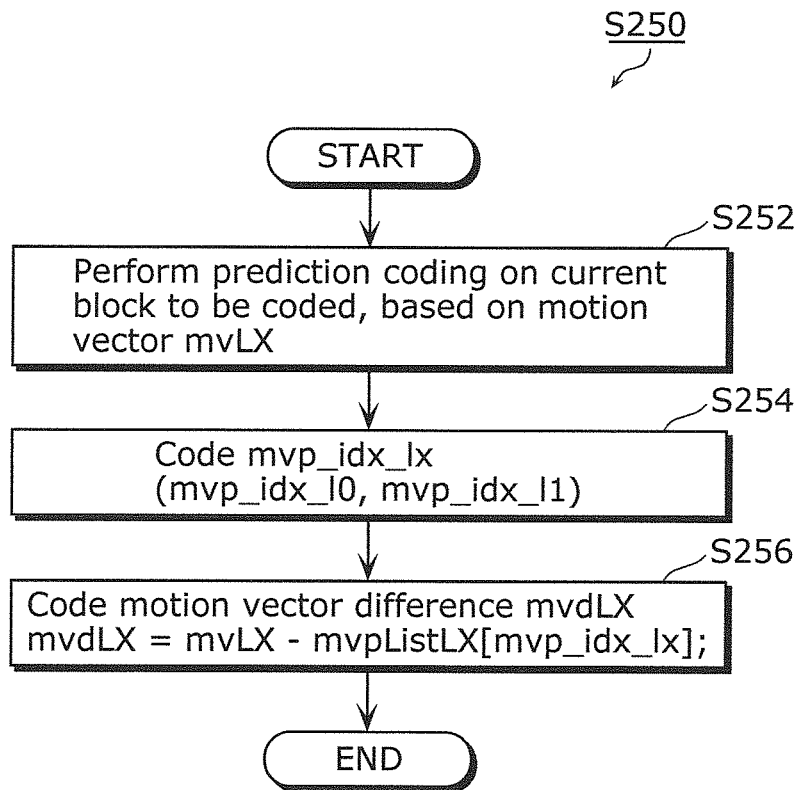 S250
START
S252
Perform prediction coding on current
block to be coded, based on motion
vector mvLX
S254
Code mvp_idx_lx
(mvp_idx_l0, mvp_idx_l1)
S256
Code motion vector difference mvdLX
mvdLX = mvLX - mvpListLX[mvp_idx_lx];
END